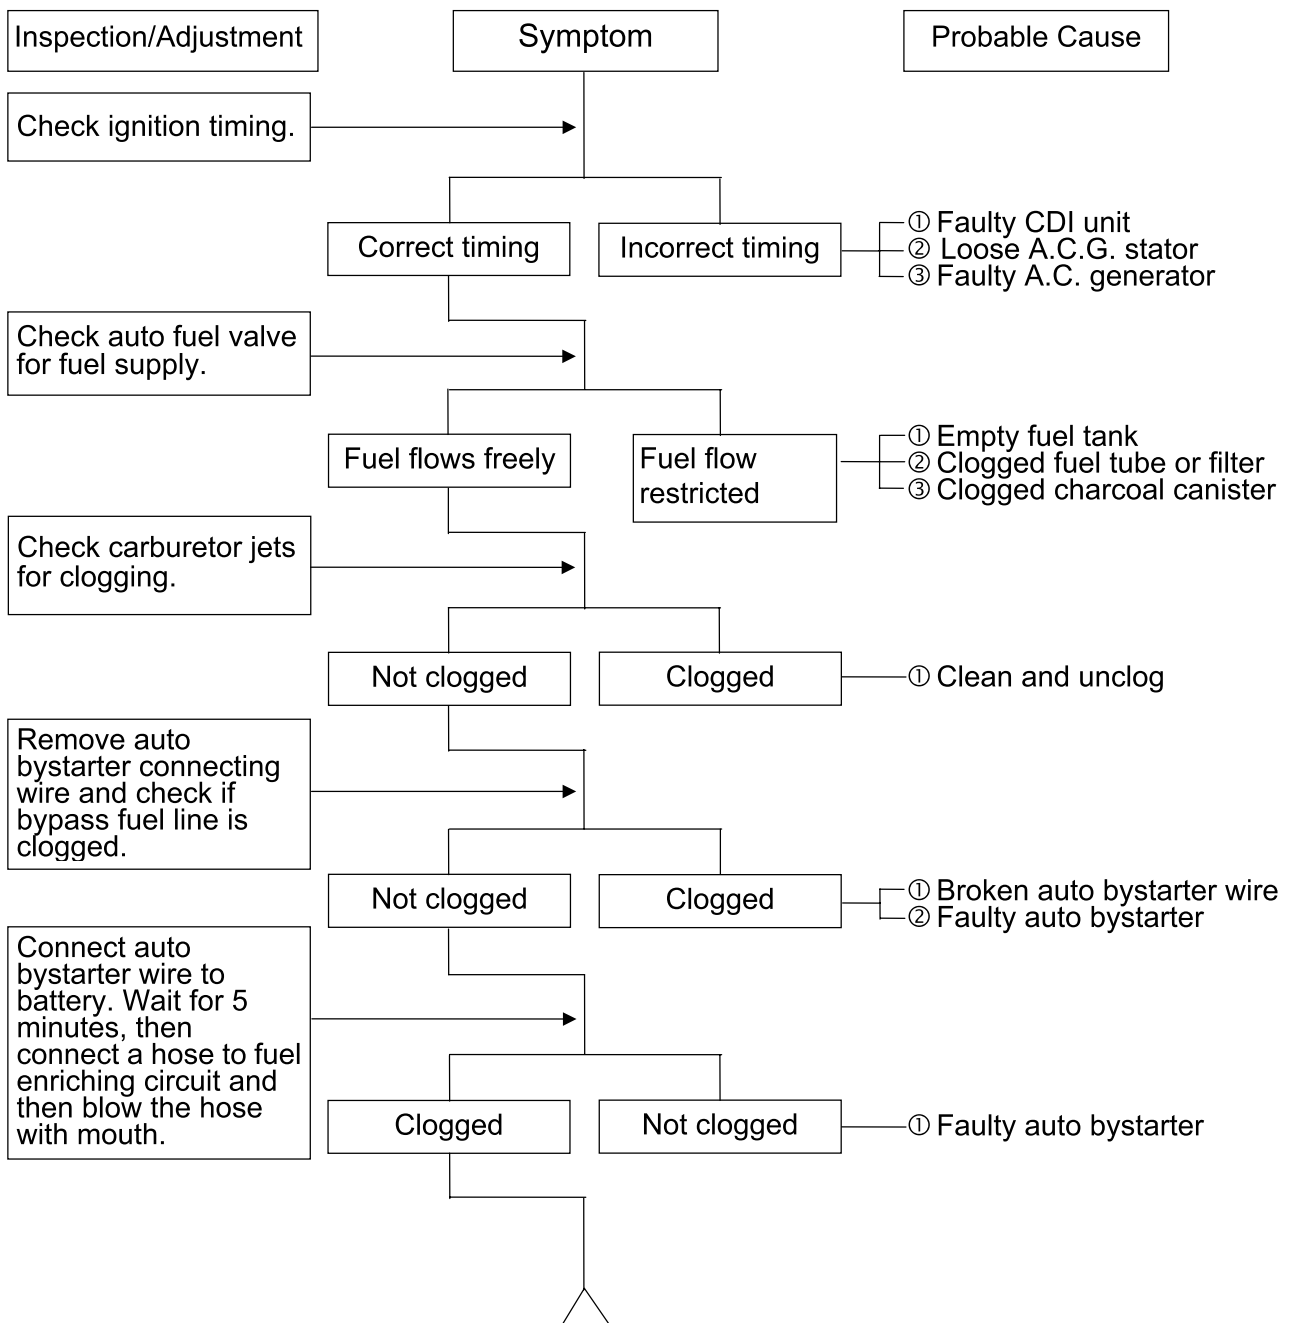 Inspection/Adjustment
Symptom
Probable Cause
Check ignition timing.
Correct timing
Incorrect timing
① Faulty CDI unit
② Loose A.C.G. stator
③ Faulty A.C. generator
Check auto fuel valve
for fuel supply.
Fuel flows freely
Fuel flow
restricted
① Empty fuel tank
② Clogged fuel tube or filter
③ Clogged charcoal canister
Check carburetor jets
for clogging.
Not clogged
Clogged
① Clean and unclog
Remove auto
bystarter connecting
wire and check if
bypass fuel line is
clogged.
Not clogged
Clogged
① Broken auto bystarter wire
② Faulty auto bystarter
Connect auto
bystarter wire to
battery. Wait for 5
minutes, then
connect a hose to fuel
enriching circuit and
then blow the hose
with mouth.
Clogged
Not clogged
① Faulty auto bystarter